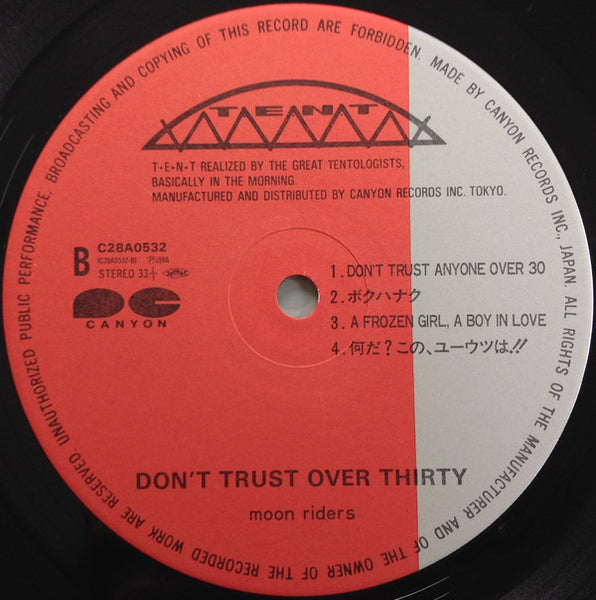 UNAUTHORIZED PUBLIC PERFORMANCE, BROADCASTING AND COPYING OF THIS RECORD ARE FORBIDDEN. MADE BY CANYON RECORDS INC., JAPAN. ALL RIGHTS OF THE MANUFACTURER AND OF THE OWNER OF THE RECORDED WORK ARE RESERVED.
TENT
T•E•N•T REALIZED BY THE GREAT TENTOLOGISTS,
BASICALLY IN THE MORNING.
MANUFACTURED AND DISTRIBUTED BY CANYON RECORDS INC. TOKYO.
B
C28A0532
(C28A0532-B) Ⓟ1986
STEREO 33⅓
CANYON
1. DON'T TRUST ANYONE OVER 30
2. ボクハナク
3. A FROZEN GIRL, A BOY IN LOVE
4. 何だ？この、ユーウツは!!
DON'T TRUST OVER THIRTY
moon riders